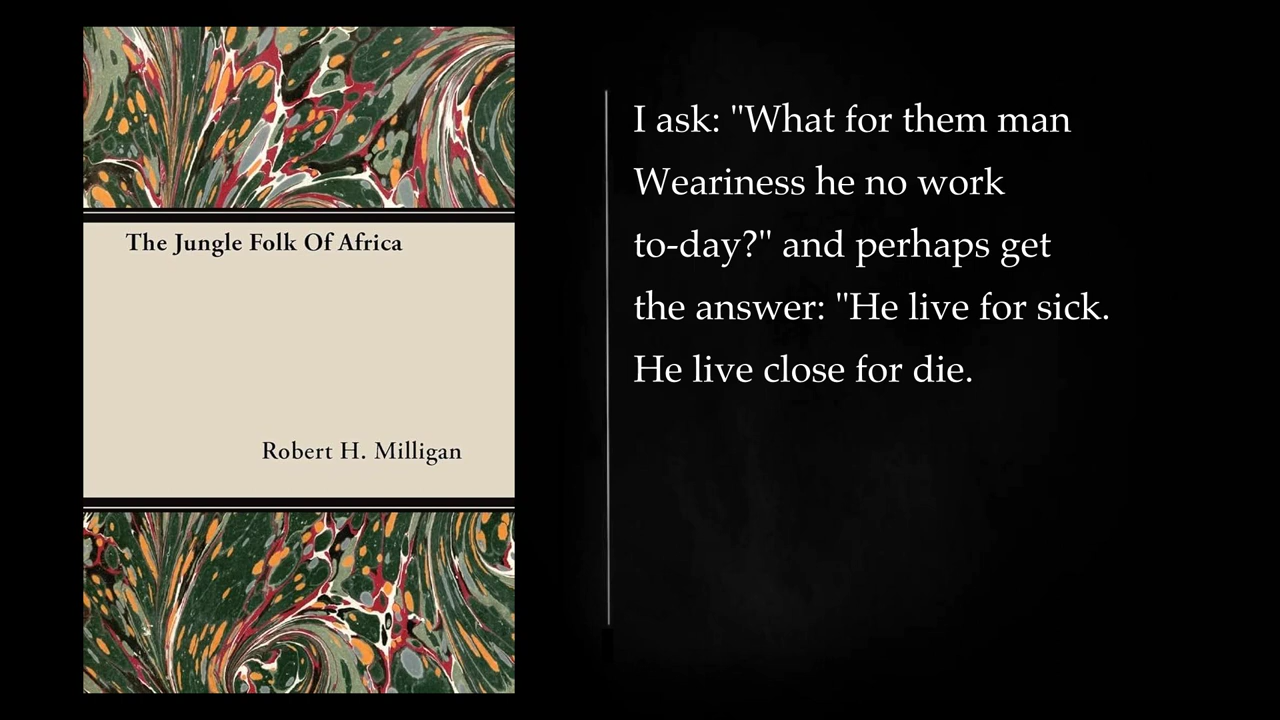 The Jungle Folk Of Africa
Robert H. Milligan
I ask: "What for them man
Weariness he no work
to-day?" and perhaps get
the answer: "He live for sick.
He live close for die.